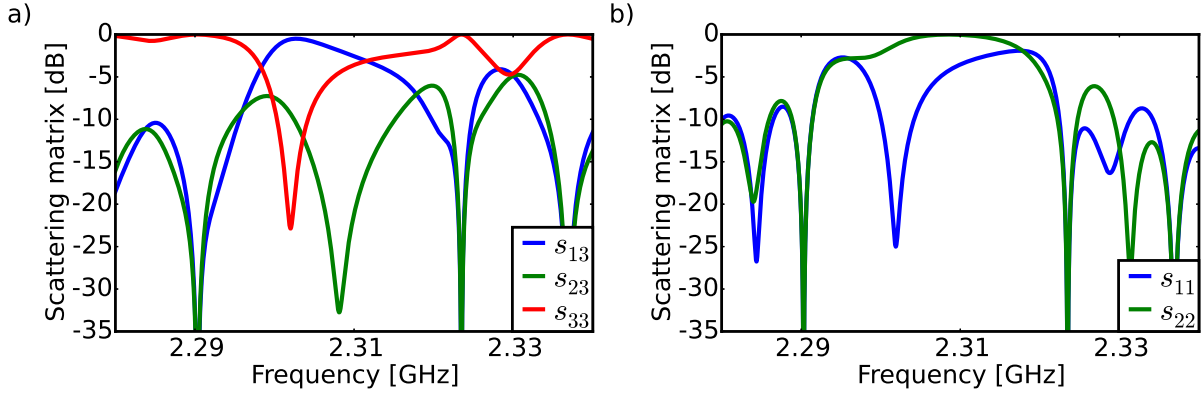 a)
Scattering matrix [dB]
0
-5
-10
-15
-20
-25
-30
-35
2.29
2.31
2.33
Frequency [GHz]
s13
s23
s33
b)
Scattering matrix [dB]
0
-5
-10
-15
-20
-25
-30
-35
2.29
2.31
2.33
Frequency [GHz]
s11
s22